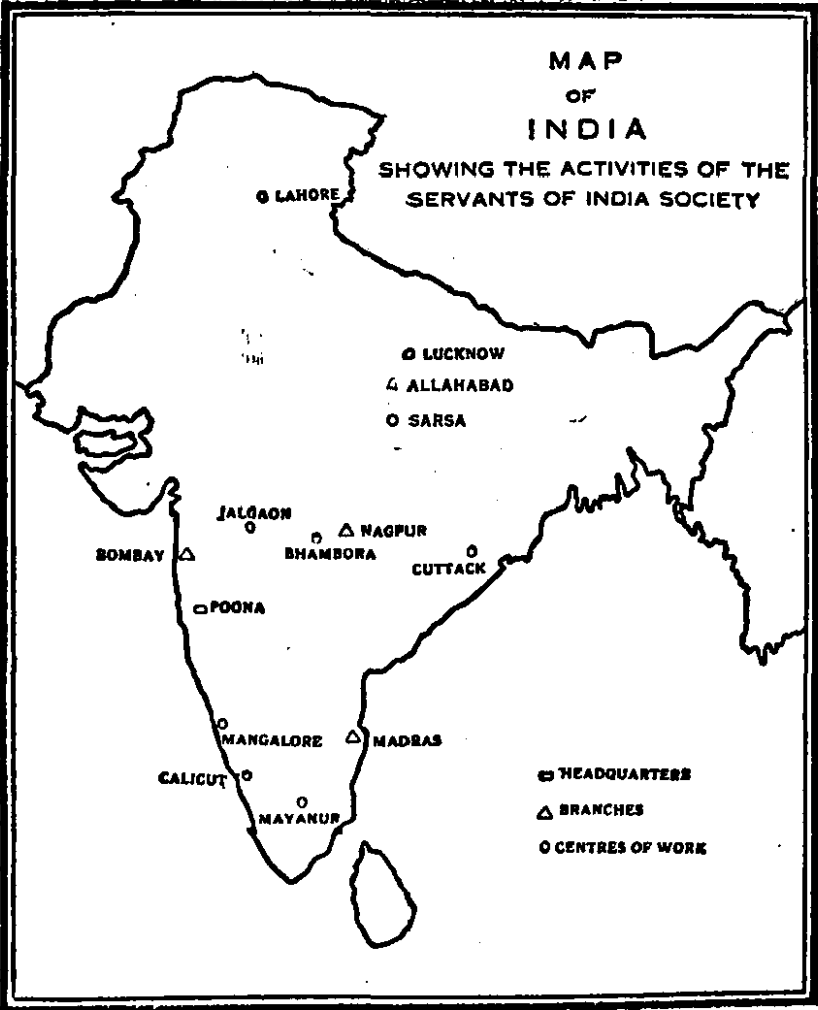 MAP
OF
INDIA
SHOWING THE ACTIVITIES OF THE
SERVANTS OF INDIA SOCIETY
LAHORE
LUCKNOW
ALLAHABAD
SARSA
JALGAON
NAGPUR
BHAMBORA
BOMBAY
CUTTACK
POONA
MANGALORE
MADRAS
CALICUT
MAYANUR
HEADQUARTERS
BRANCHES
CENTRES OF WORK